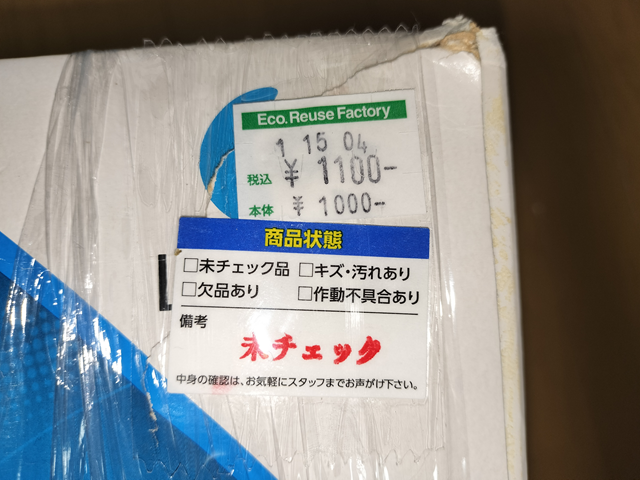 Eco.Reuse Factory
1 15 04
税込 ¥ 1100-
本体 ¥ 1000-
商品状態
□未チェック品 □キズ・汚れあり
□欠品あり □作動不具合あり
備考
未チェック
中身の確認は、お気軽にスタッフまでお声がけ下さい。